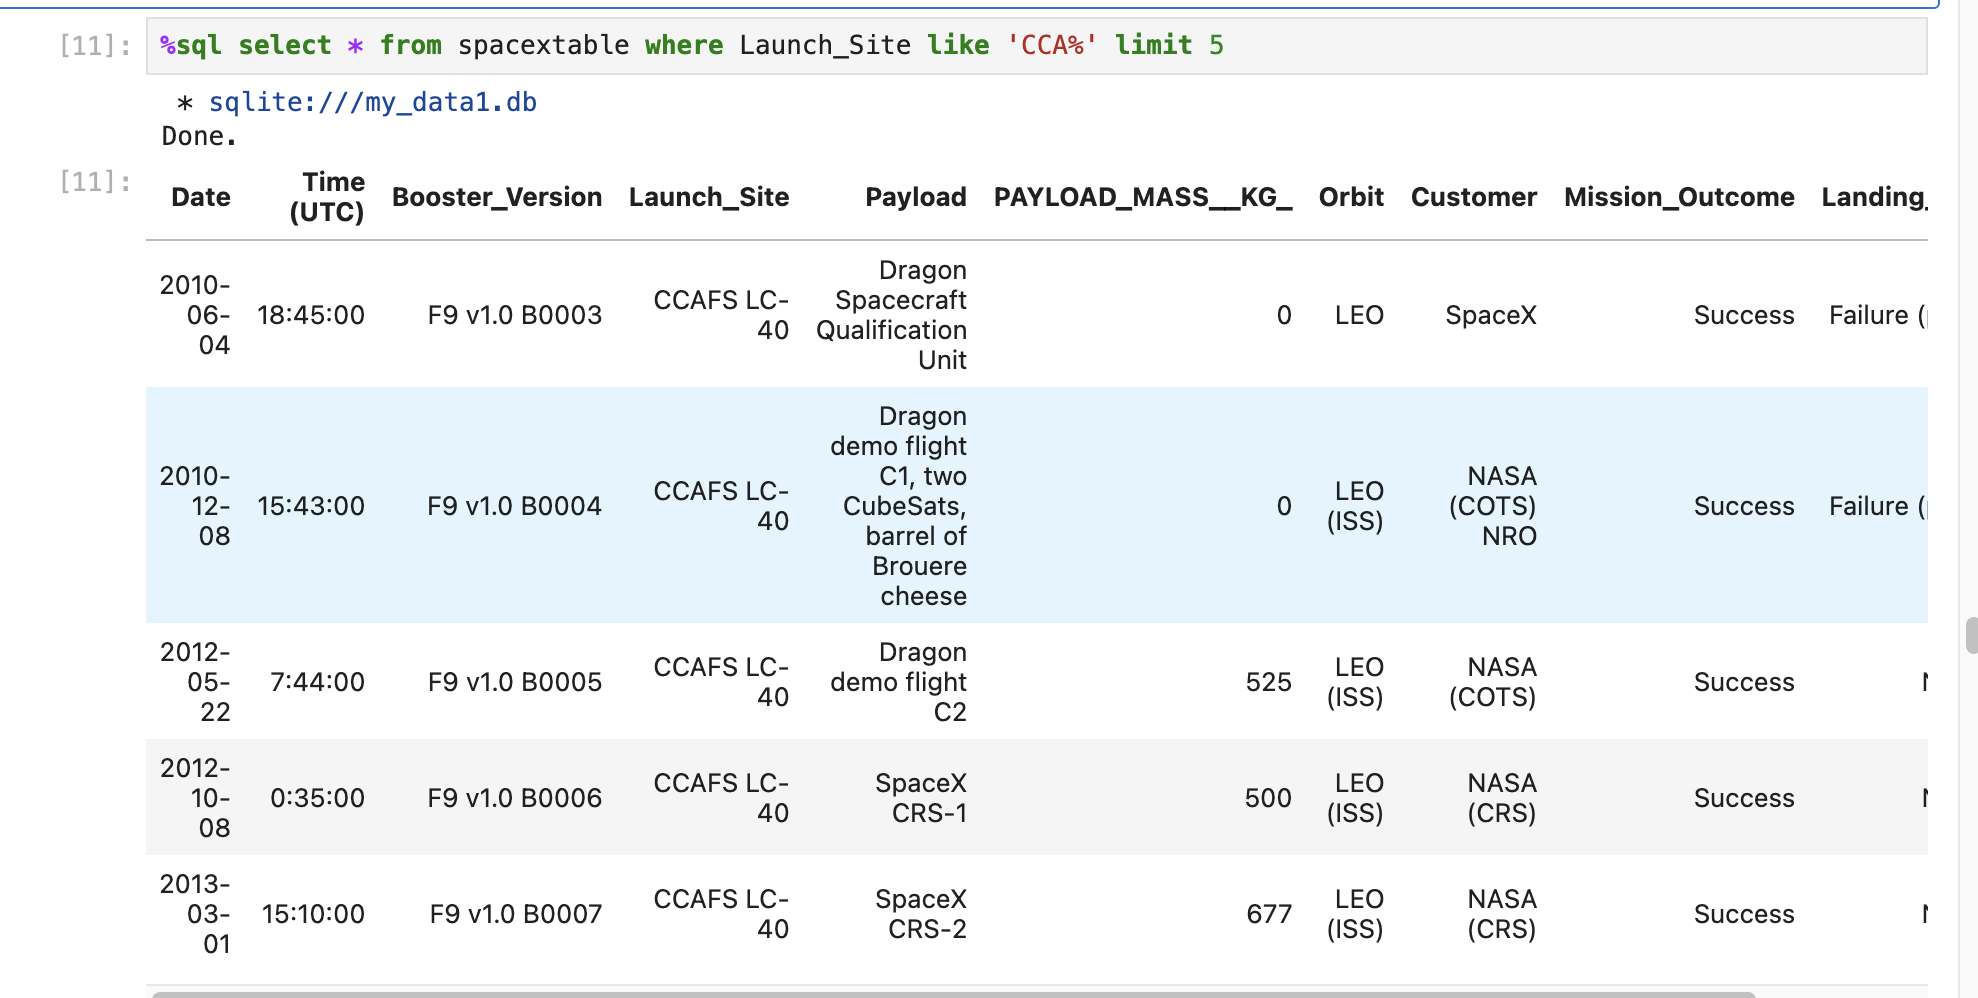 [11]: %sql select * from spacextable where Launch_Site like 'CCA%' limit 5
* sqlite:///my_data1.db
Done.
[11]:
Date Time (UTC) Booster_Version Launch_Site Payload PAYLOAD_MASS__KG_ Orbit Customer Mission_Outcome Landing_
2010-06-04 18:45:00 F9 v1.0 B0003 CCAFS LC-40 Dragon Spacecraft Qualification Unit 0 LEO SpaceX Success Failure (
2010-12-08 15:43:00 F9 v1.0 B0004 CCAFS LC-40 Dragon demo flight C1, two CubeSats, barrel of Brouere cheese 0 LEO (ISS) NASA (COTS) NRO Success Failure (
2012-05-22 7:44:00 F9 v1.0 B0005 CCAFS LC-40 Dragon demo flight C2 525 LEO (ISS) NASA (COTS) Success
2012-10-08 0:35:00 F9 v1.0 B0006 CCAFS LC-40 SpaceX CRS-1 500 LEO (ISS) NASA (CRS) Success
2013-03-01 15:10:00 F9 v1.0 B0007 CCAFS LC-40 SpaceX CRS-2 677 LEO (ISS) NASA (CRS) Success